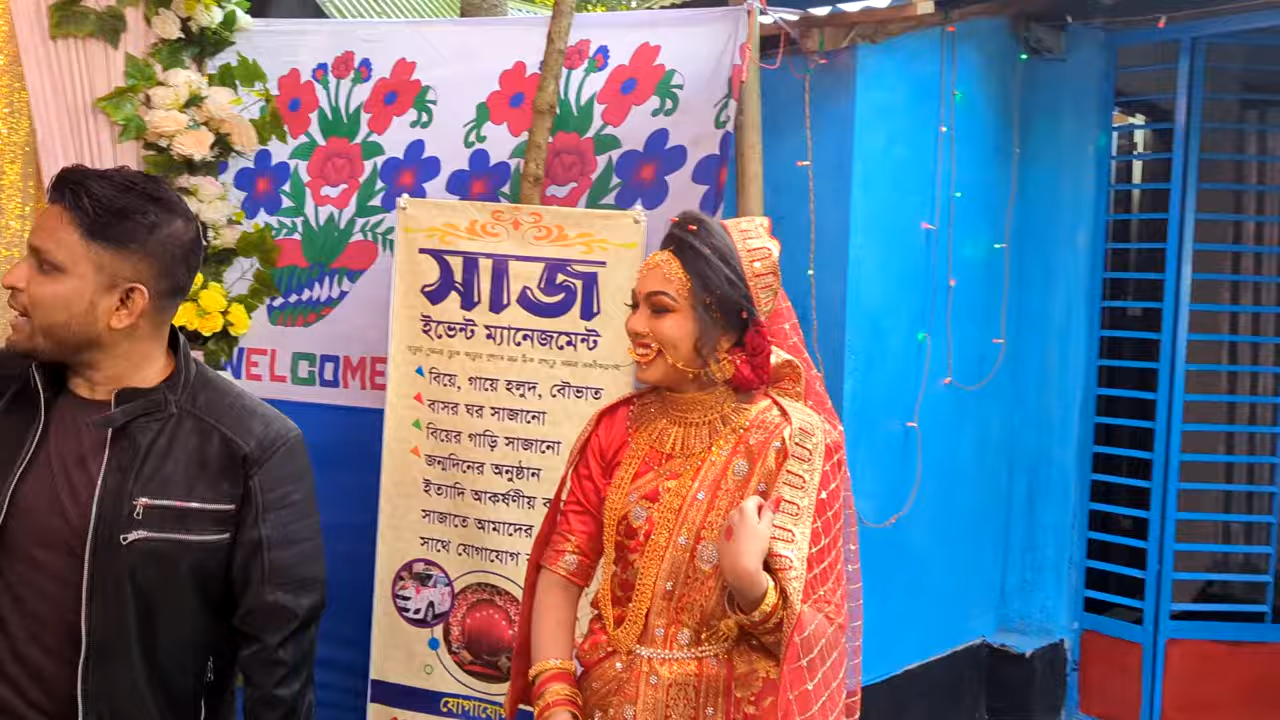 WELCOME
সাজ
ইভেন্ট ম্যানেজমেন্ট
বিয়ে, গায়ে হলুদ, বৌভাত
বাসর ঘর সাজানো
বিয়ের গাড়ি সাজানো
জন্মদিনের অনুষ্ঠান
ইত্যাদি আকর্ষণীয়
সাজাতে আমাদের
সাথে যোগাযোগ